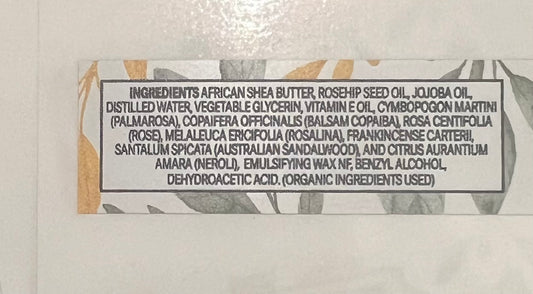 INGREDIENTS AFRICAN SHEA BUTTER, ROSEHIP SEED OIL, JOJOBA OIL,
DISTILLED WATER, VEGETABLE GLYCERIN, VITAMIN E OIL, CYMBOPOGON MARTINI
(PALMAROSA), COPAIFERA OFFICINALIS (BALSAM COPAIBA), ROSA CENTIFOLIA
(ROSE), MELALEUCA ERICIFOLIA (ROSALINA), FRANKINCENSE CARTERII,
SANTALUM SPICATA (AUSTRALIAN SANDALWOOD), AND CITRUS AURANTIUM
AMARA (NEROLI), EMULSIFYING WAX NF, BENZYL ALCOHOL,
DEHYDROACETIC ACID. (ORGANIC INGREDIENTS USED)